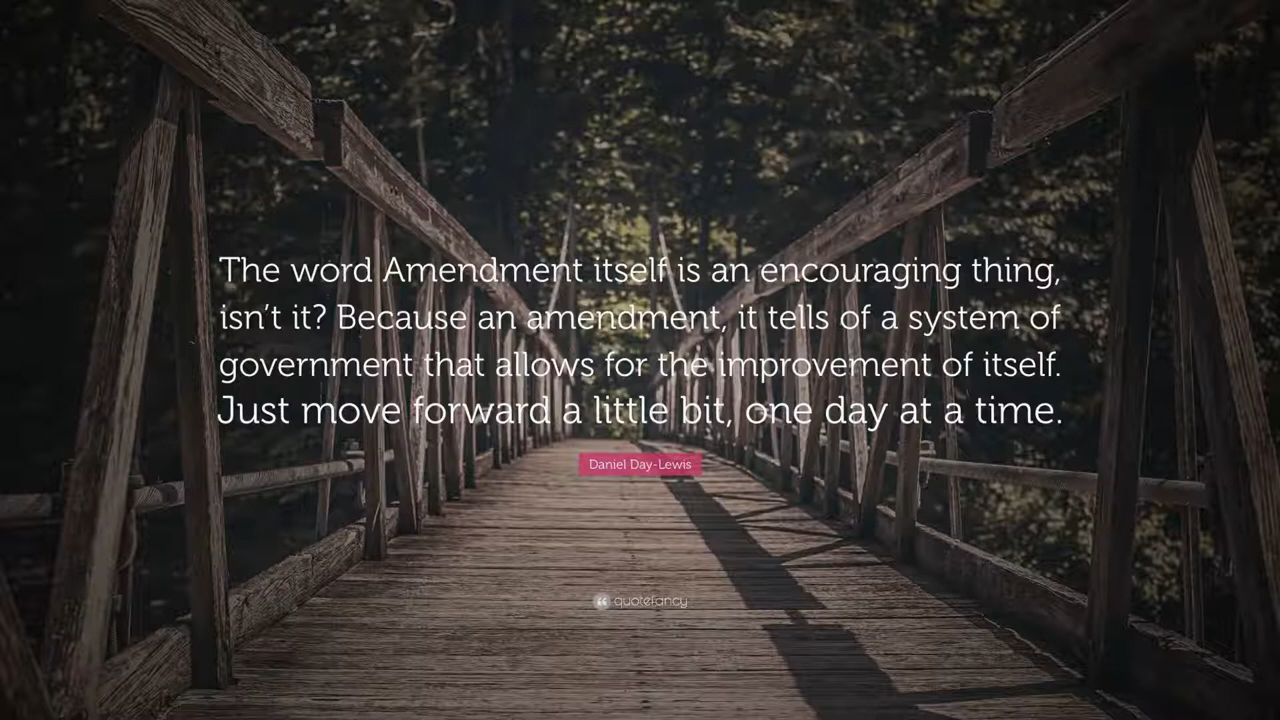 The word Amendment itself is an encouraging thing,
isn’t it? Because an amendment, it tells of a system of
government that allows for the improvement of itself.
Just move forward a little bit, one day at a time.
Daniel Day-Lewis
quotefancy